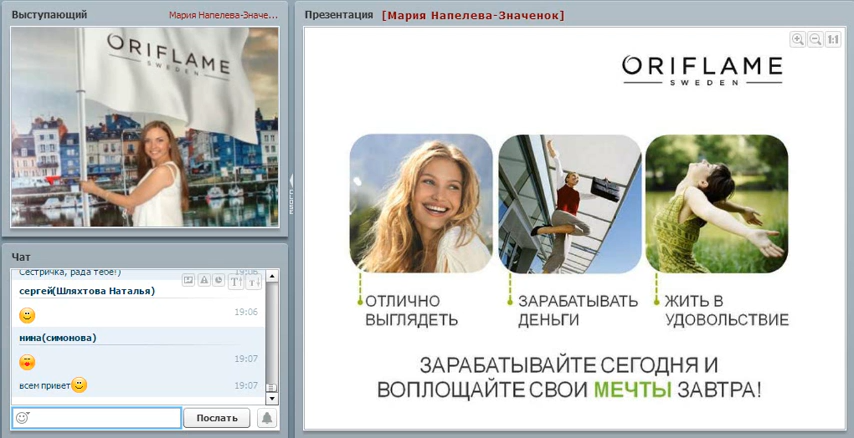 Выступающий
Мария Напелева-Значе...
ORIFLAME
SWEDEN
Чат
Сестричка, рада тебе!)
19:06
сергей(Шляхтова Наталья)
19:06
нина(симонова)
19:07
всем привет
19:07
Послать
Презентация
[Мария Напелева-Значенок]
1:1
ORIFLAME
SWEDEN
ОТЛИЧНО
ВЫГЛЯДЕТЬ
ЗАРАБАТЫВАТЬ
ДЕНЬГИ
ЖИТЬ В
УДОВОЛЬСТВИЕ
ЗАРАБАТЫВАЙТЕ СЕГОДНЯ И
ВОПЛОЩАЙТЕ СВОИ МЕЧТЫ ЗАВТРА!